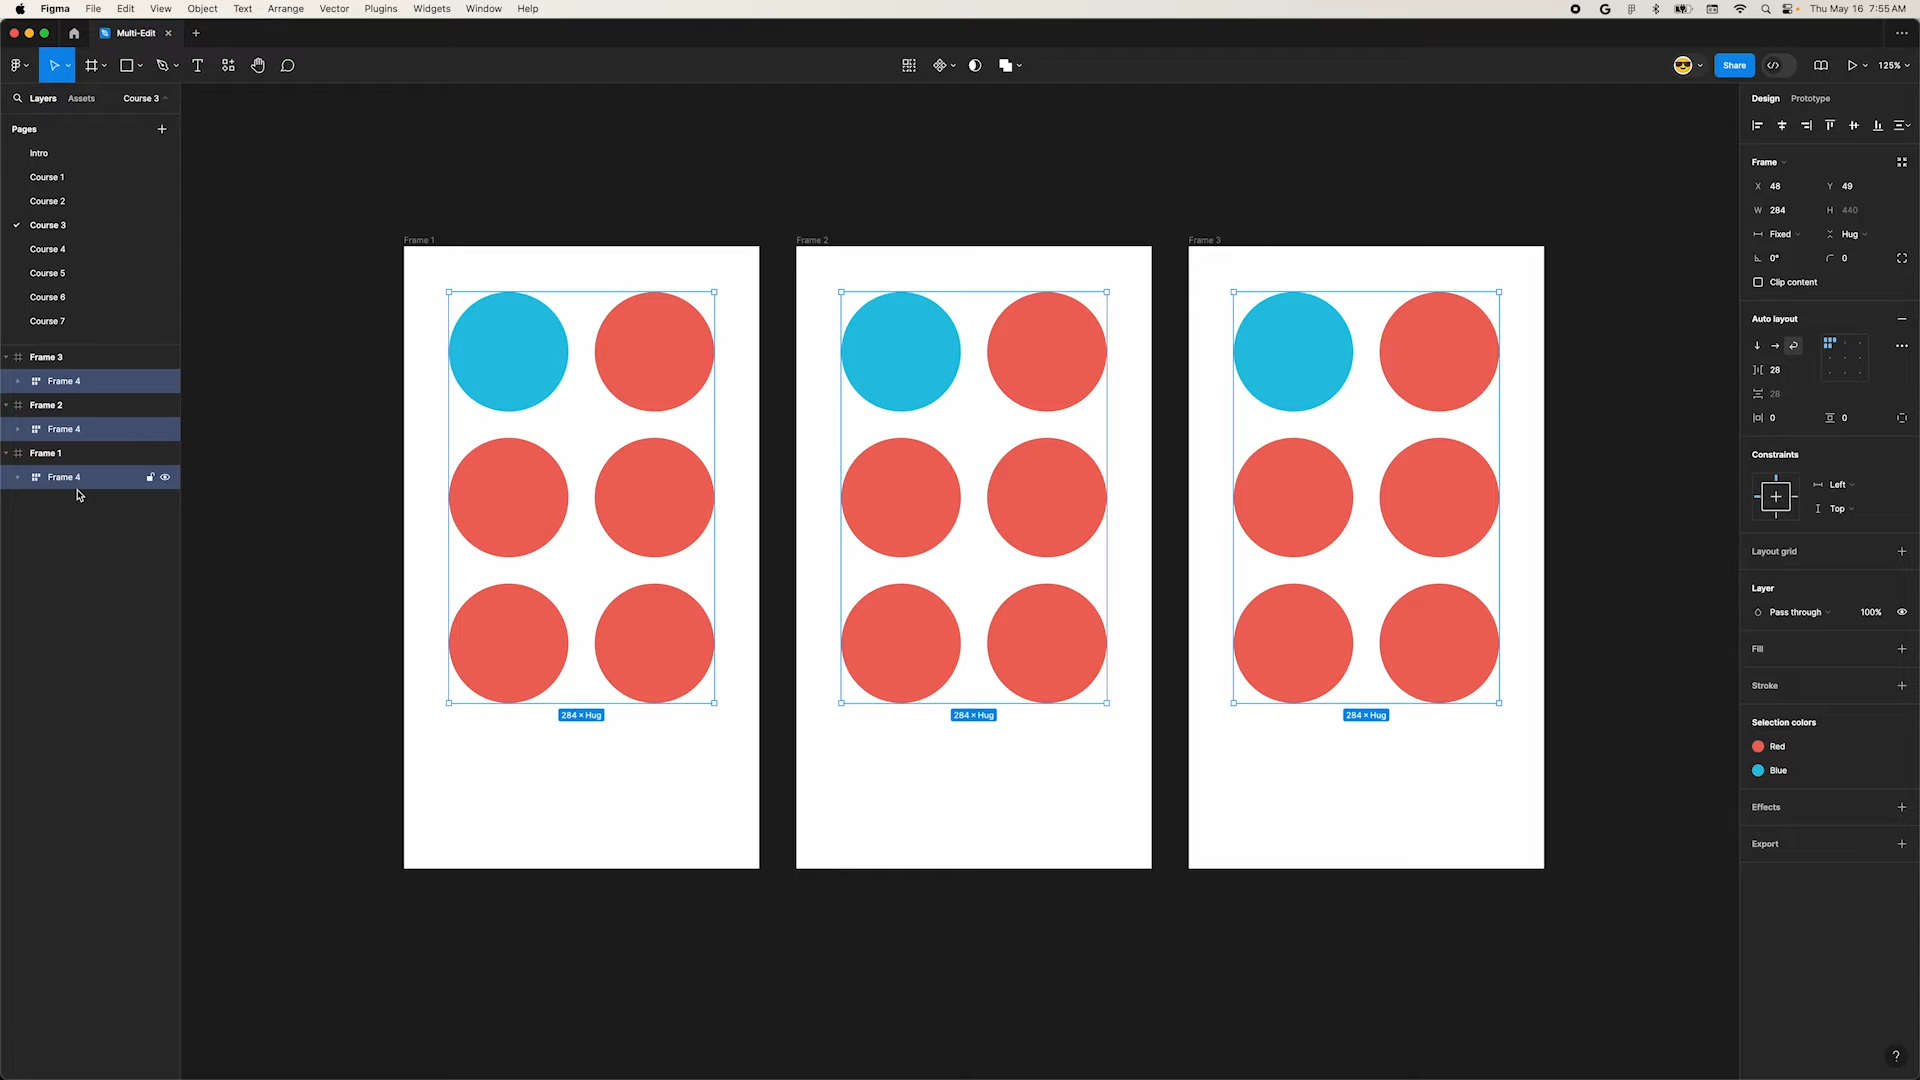 Figma File Edit View Object Text Arrange Vector Plugins Widgets Window Help Thu May 16 7:55 AM
Multi-Edit
Share 125%
Layers Assets Course 3
Pages
Intro
Course 1
Course 2
Course 3
Course 4
Course 5
Course 6
Course 7
Frame 3
Frame 4
Frame 2
Frame 4
Frame 1
Frame 4
Frame 1
Frame 2
Frame 3
284 × Hug
284 × Hug
284 × Hug
Design Prototype
Frame
X 48 Y 49
W 284 H 440
Fixed Hug
0° 0
Clip content
Auto layout
28
28
0 0
Constraints
Left
Top
Layout grid
Layer
Pass through 100%
Fill
Stroke
Selection colors
Red
Blue
Effects
Export
?